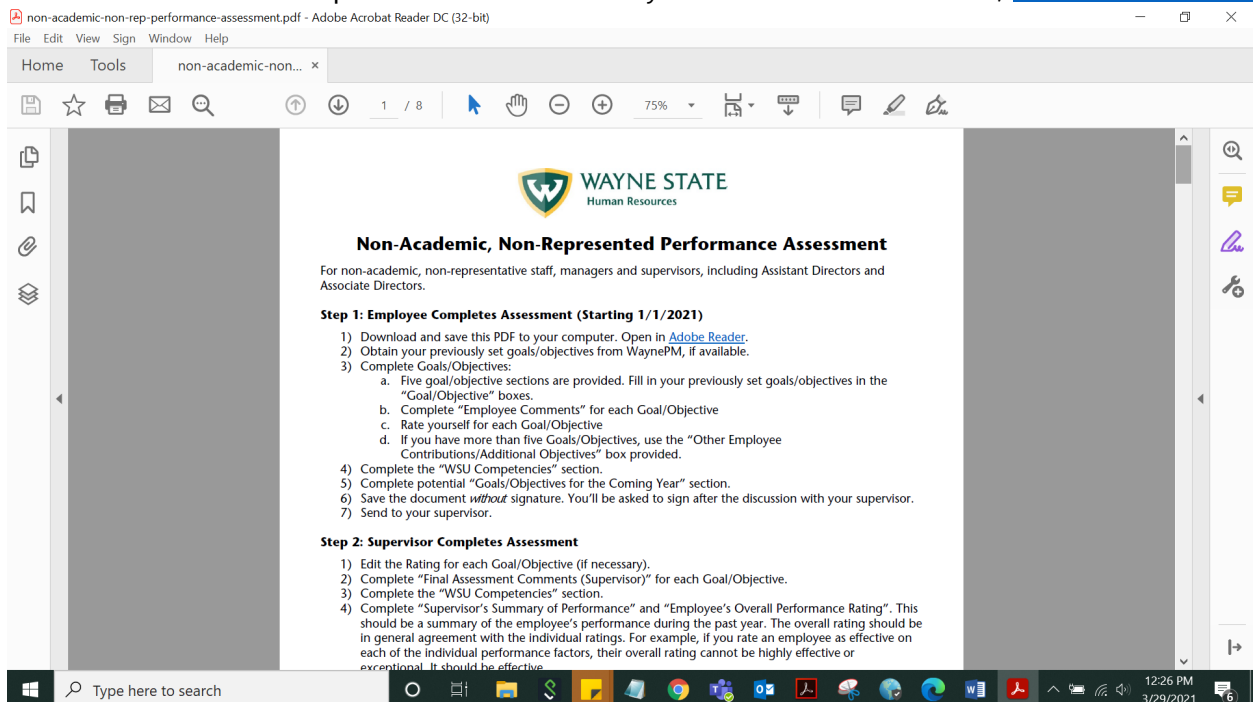 non-academic-non-rep-performance-assessment.pdf - Adobe Acrobat Reader DC (32-bit)
File Edit View Sign Window Help
Home Tools non-academic-non... ×
1 / 8 75%
WAYNE STATE
Human Resources
Non-Academic, Non-Represented Performance Assessment
For non-academic, non-representative staff, managers and supervisors, including Assistant Directors and
Associate Directors.
Step 1: Employee Completes Assessment (Starting 1/1/2021)
1) Download and save this PDF to your computer. Open in Adobe Reader.
2) Obtain your previously set goals/objectives from WaynePM, if available.
3) Complete Goals/Objectives:
a. Five goal/objective sections are provided. Fill in your previously set goals/objectives in the
“Goal/Objective” boxes.
b. Complete “Employee Comments” for each Goal/Objective
c. Rate yourself for each Goal/Objective
d. If you have more than five Goals/Objectives, use the “Other Employee
Contributions/Additional Objectives” box provided.
4) Complete the “WSU Competencies” section.
5) Complete potential “Goals/Objectives for the Coming Year” section.
6) Save the document without signature. You’ll be asked to sign after the discussion with your supervisor.
7) Send to your supervisor.
Step 2: Supervisor Completes Assessment
1) Edit the Rating for each Goal/Objective (if necessary).
2) Complete “Final Assessment Comments (Supervisor)” for each Goal/Objective.
3) Complete the “WSU Competencies” section.
4) Complete “Supervisor’s Summary of Performance” and “Employee’s Overall Performance Rating”. This
should be a summary of the employee’s performance during the past year. The overall rating should be
in general agreement with the individual ratings. For example, if you rate an employee as effective on
each of the individual performance factors, their overall rating cannot be highly effective or
exceptional. It should be effective.
Type here to search
12:26 PM
3/29/2021
6